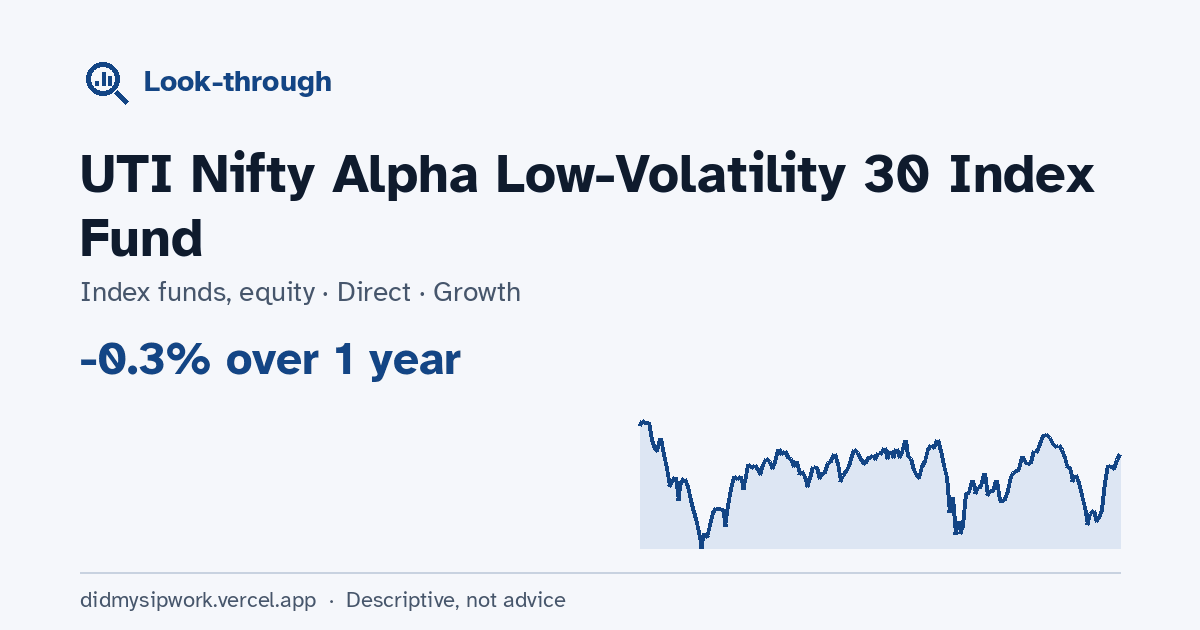 Look-through
UTI Nifty Alpha Low-Volatility 30 Index
Fund
Index funds, equity · Direct · Growth
-0.3% over 1 year
didmysipwork.vercel.app · Descriptive, not advice